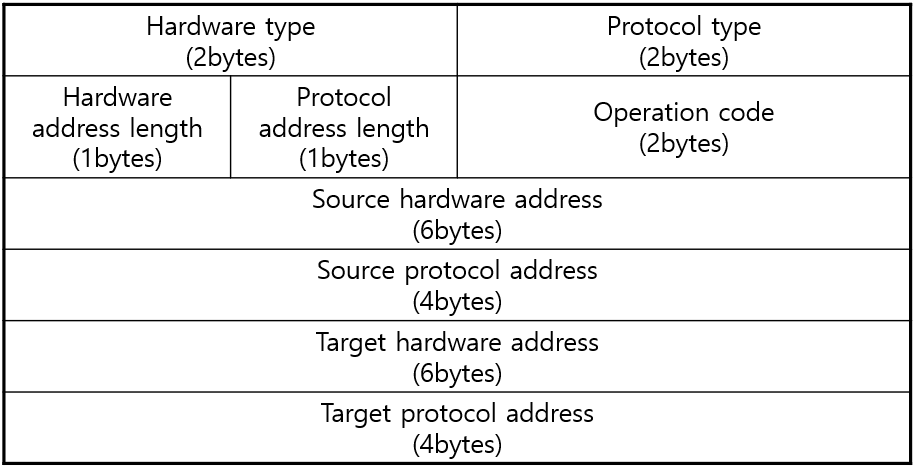 Hardware type
(2bytes)
Protocol type
(2bytes)
Hardware
address length
(1bytes)
Protocol
address length
(1bytes)
Operation code
(2bytes)
Source hardware address
(6bytes)
Source protocol address
(4bytes)
Target hardware address
(6bytes)
Target protocol address
(4bytes)